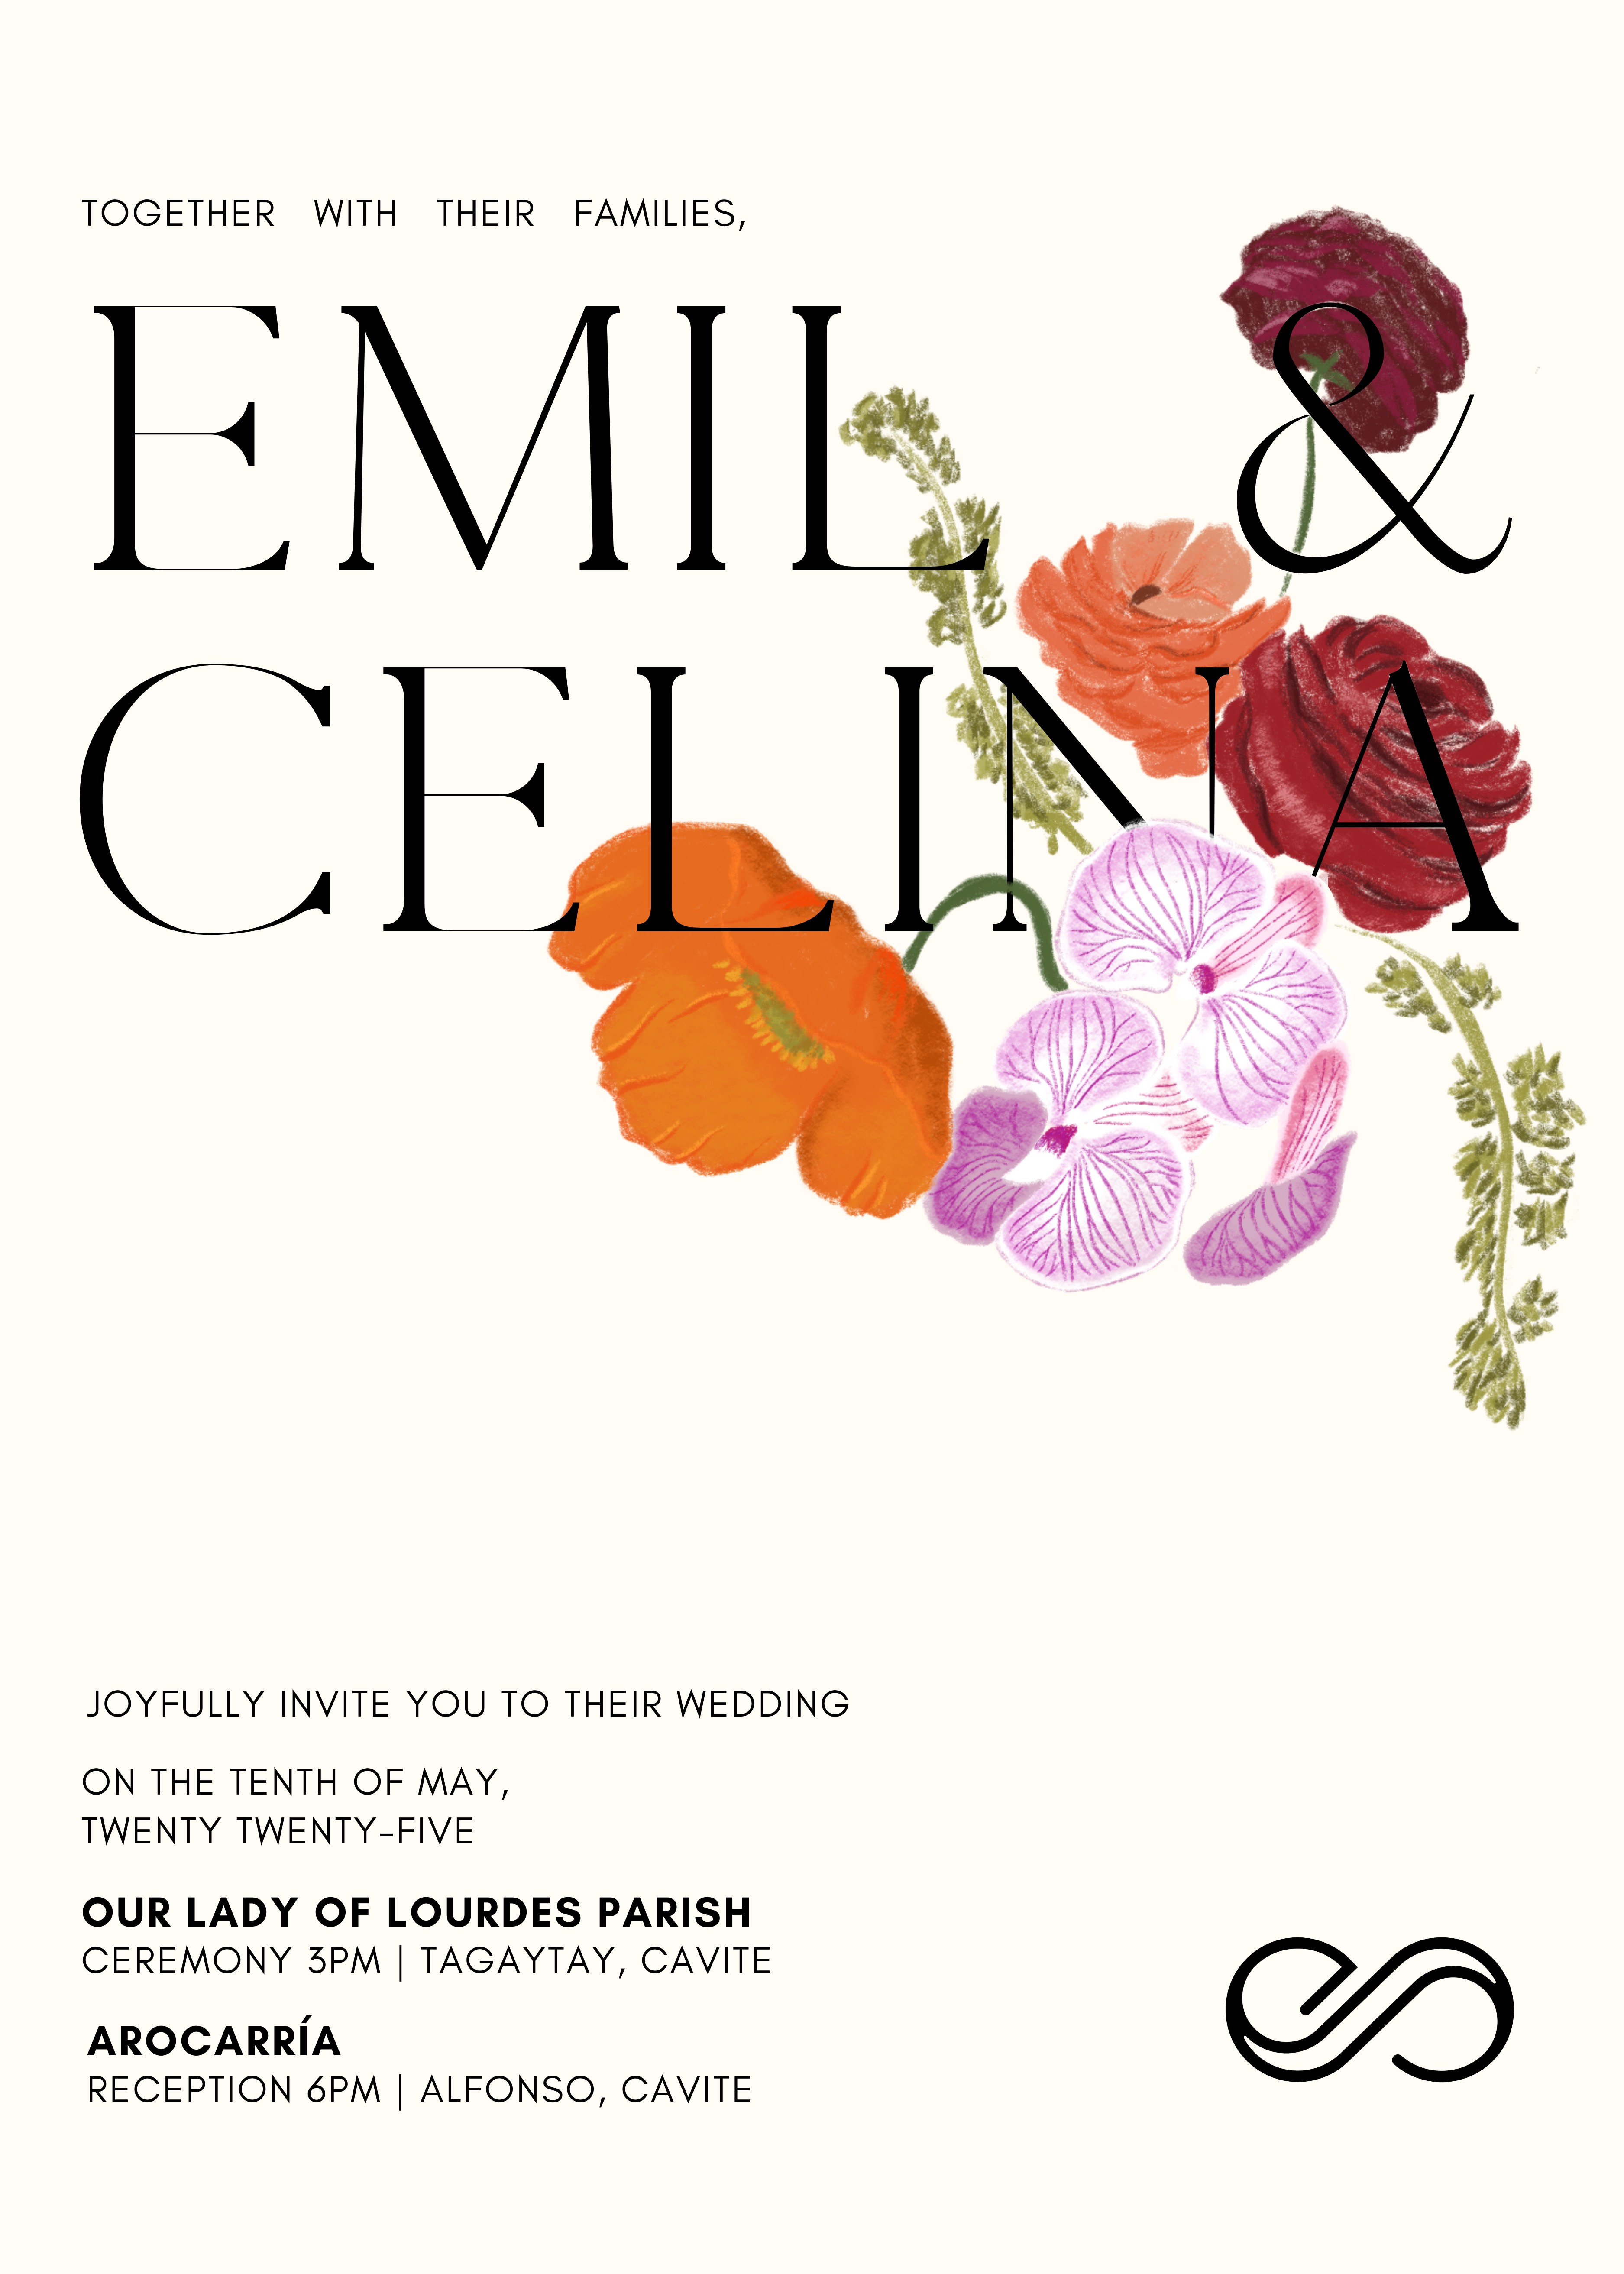 TOGETHER WITH THEIR FAMILIES,
EMIL &
CELINA
JOYFULLY INVITE YOU TO THEIR WEDDING
ON THE TENTH OF MAY,
TWENTY TWENTY-FIVE
OUR LADY OF LOURDES PARISH
CEREMONY 3PM | TAGAYTAY, CAVITE
AROCARRÍA
RECEPTION 6PM | ALFONSO, CAVITE